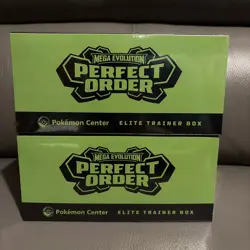 MEGA EVOLUTION
PERFECT
ORDER
Pokémon Center ELITE TRAINER BOX
MEGA EVOLUTION
PERFECT
ORDER
Pokémon Center ELITE TRAINER BOX